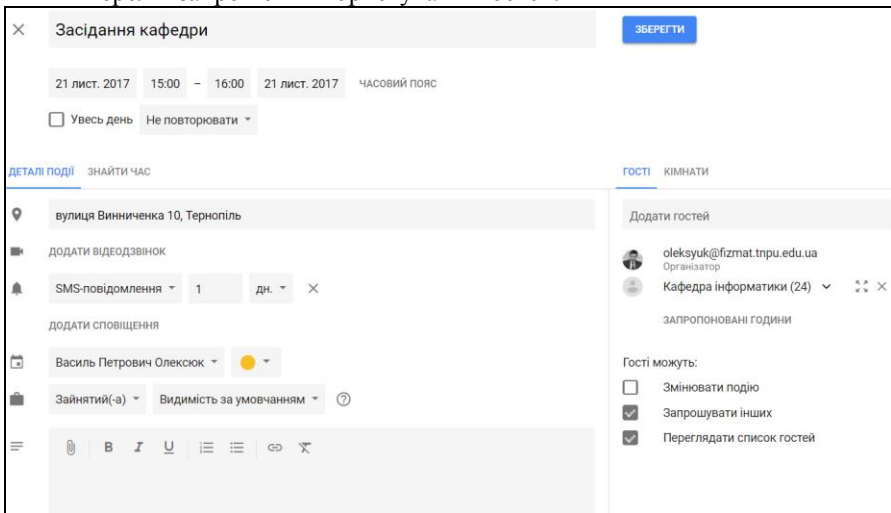 Засідання кафедри
ЗБЕРЕГТИ
21 лист. 2017 15:00 – 16:00 21 лист. 2017 ЧАСОВИЙ ПОЯС
Увесь день Не повторювати
ДЕТАЛІ ПОДІЇ ЗНАЙТИ ЧАС
вулиця Винниченка 10, Тернопіль
ДОДАТИ ВІДЕОДЗВІНОК
SMS-повідомлення 1 дн.
ДОДАТИ СПОВІЩЕННЯ
Василь Петрович Олексюк
Зайнятий(-а) Видимість за умовчанням
B I U
ГОСТІ КІМНАТИ
Додати гостей
oleksyuk@fizmat.tnpu.edu.ua
Організатор
Кафедра інформатики (24)
ЗАПРОПОНОВАНІ ГОДИНИ
Гості можуть:
Змінювати подію
Запрошувати інших
Переглядати список гостей